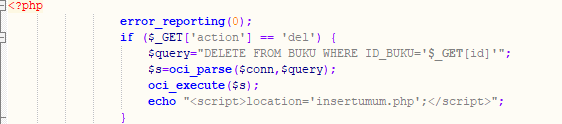 <?php
error_reporting(0);
if ($_GET['action'] == 'del') {
$query="DELETE FROM BUKU WHERE ID_BUKU='$_GET[id]'";
$s=oci_parse($conn,$query);
oci_execute($s);
echo "<script>location='insertumum.php';</script>";
}